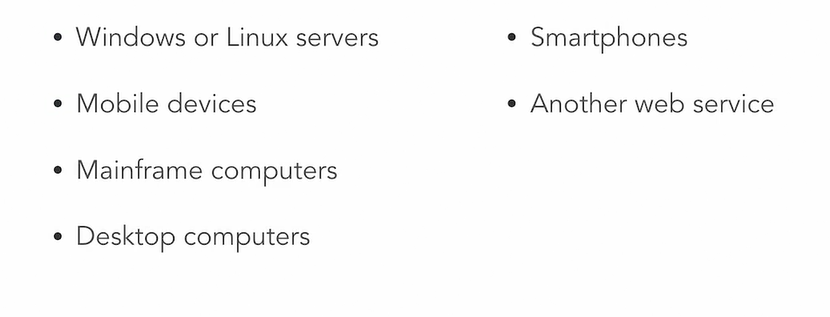 Windows or Linux servers
Mobile devices
Mainframe computers
Desktop computers
Smartphones
Another web service